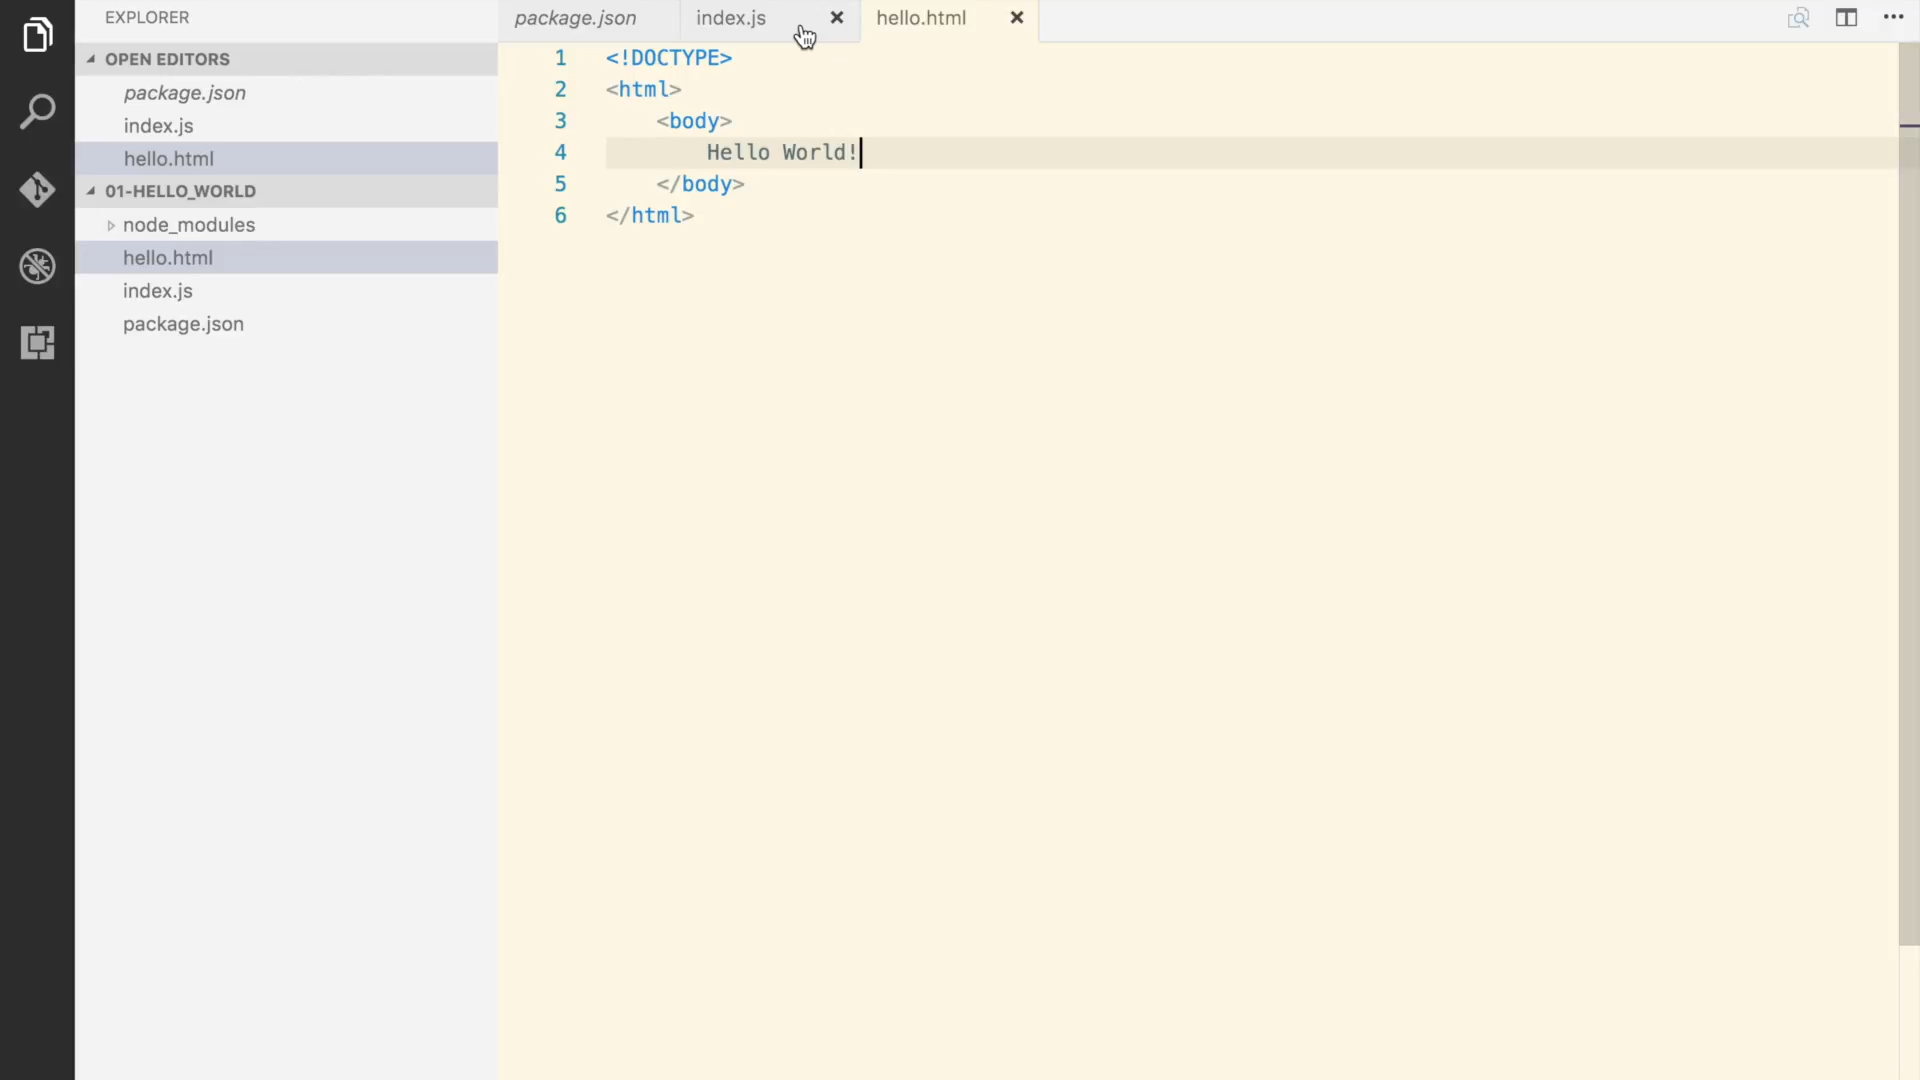 EXPLORER
OPEN EDITORS
package.json
index.js
hello.html
01-HELLO_WORLD
node_modules
hello.html
index.js
package.json
package.json
index.js
hello.html
1 <!DOCTYPE>
2 <html>
3 <body>
4 Hello World!
5 </body>
6 </html>